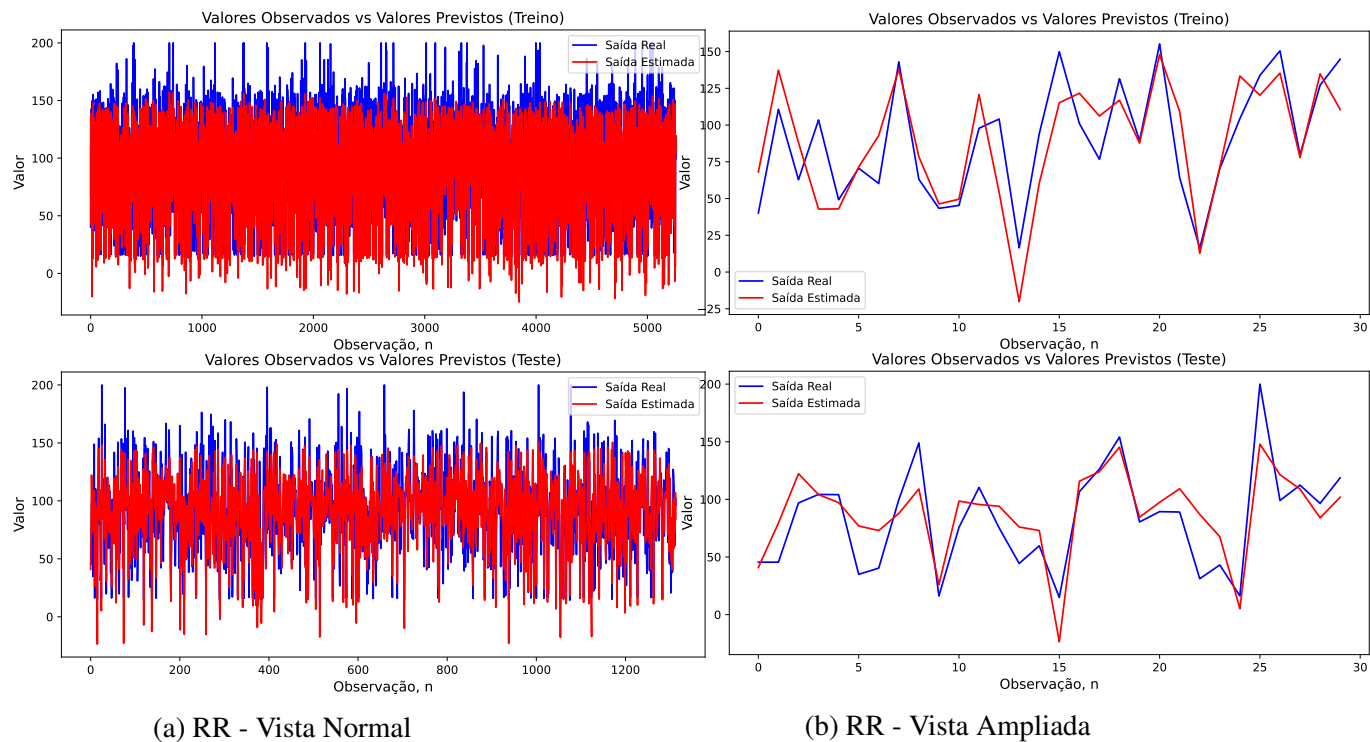 Valores Observados vs Valores Previstos (Treino)
Valor
200
150
100
50
0
Saída Real
Saída Estimada
0 1000 2000 3000 4000 5000
Observação, n
Valores Observados vs Valores Previstos (Treino)
Valor
150
125
100
75
50
25
0
−25
Saída Real
Saída Estimada
0 5 10 15 20 25 30
Observação, n
Valores Observados vs Valores Previstos (Teste)
Valor
200
150
100
50
0
Saída Real
Saída Estimada
0 200 400 600 800 1000 1200
Observação, n
Valores Observados vs Valores Previstos (Teste)
Valor
200
150
100
50
0
Saída Real
Saída Estimada
0 5 10 15 20 25 30
Observação, n
(a) RR - Vista Normal
(b) RR - Vista Ampliada